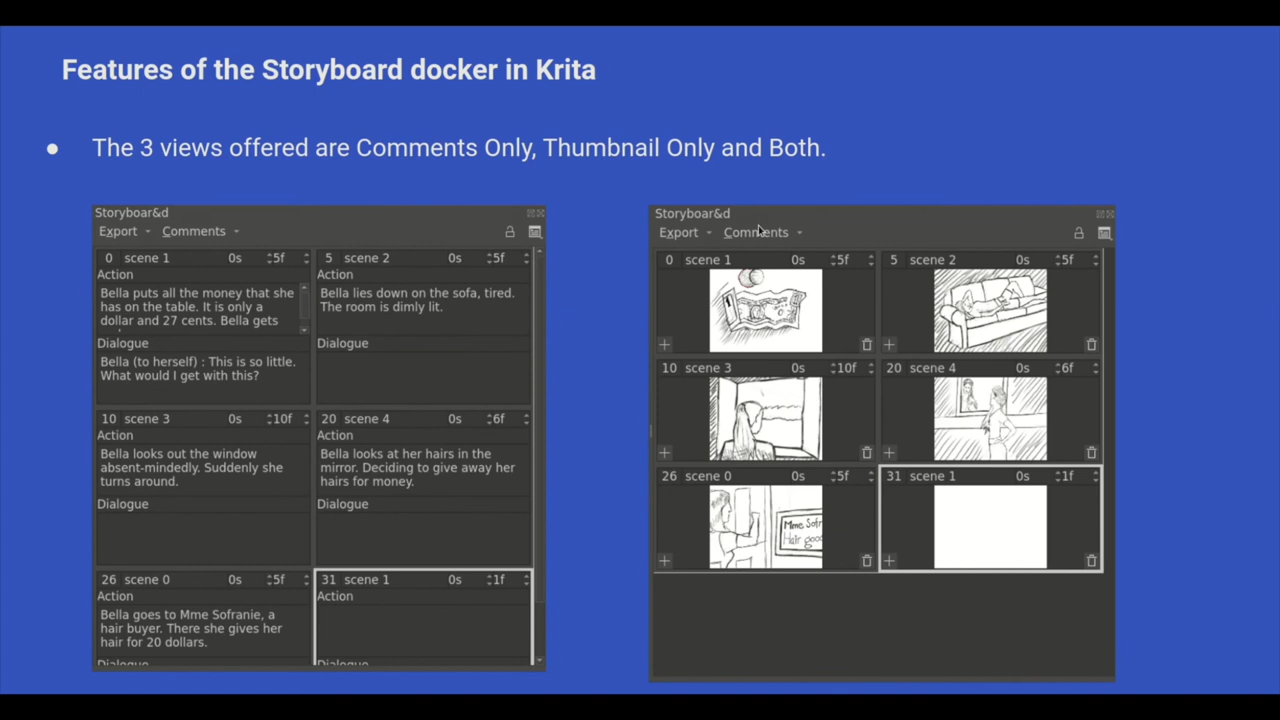 Features of the Storyboard docker in Krita
● The 3 views offered are Comments Only, Thumbnail Only and Both.
Storyboar&d
Export Comments
0 scene 1 0s 5f
Action
Bella puts all the money that she
has on the table. It is only a
dollar and 27 cents. Bella gets
Dialogue
Bella (to herself) : This is so little.
What would I get with this?
5 scene 2 0s 5f
Action
Bella lies down on the sofa, tired.
The room is dimly lit.
Dialogue
10 scene 3 0s 10f
Action
Bella looks out the window
absent-mindedly. Suddenly she
turns around.
Dialogue
20 scene 4 0s 6f
Action
Bella looks at her hairs in the
mirror. Deciding to give away her
hairs for money.
Dialogue
26 scene 0 0s 5f
Action
Bella goes to Mme Sofranie, a
hair buyer. There she gives her
hair for 20 dollars.
Dialogue
31 scene 1 0s 1f
Action
Dialogue
Storyboar&d
Export Comments
0 scene 1 0s 5f
5 scene 2 0s 5f
10 scene 3 0s 10f
20 scene 4 0s 6f
26 scene 0 0s 5f
Mme. Sofr
Hair good
31 scene 1 0s 1f